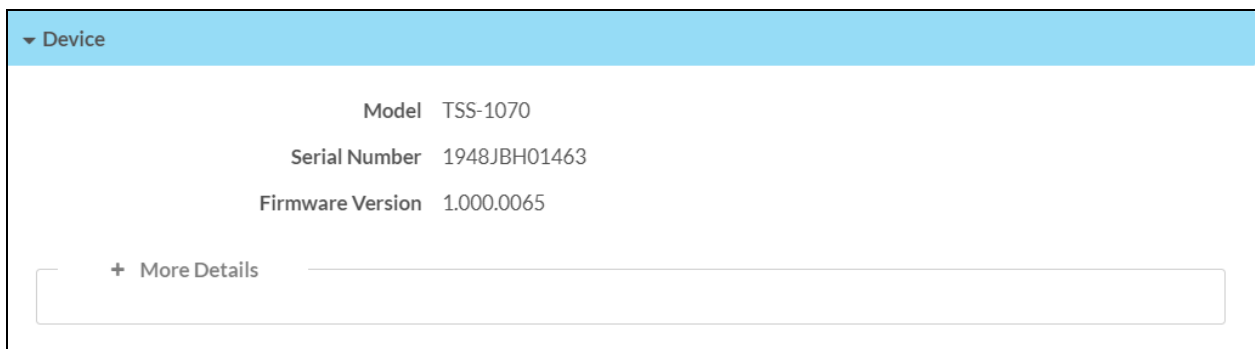 Device
Model TSS-1070
Serial Number 1948JBH01463
Firmware Version 1.000.0065
+ More Details